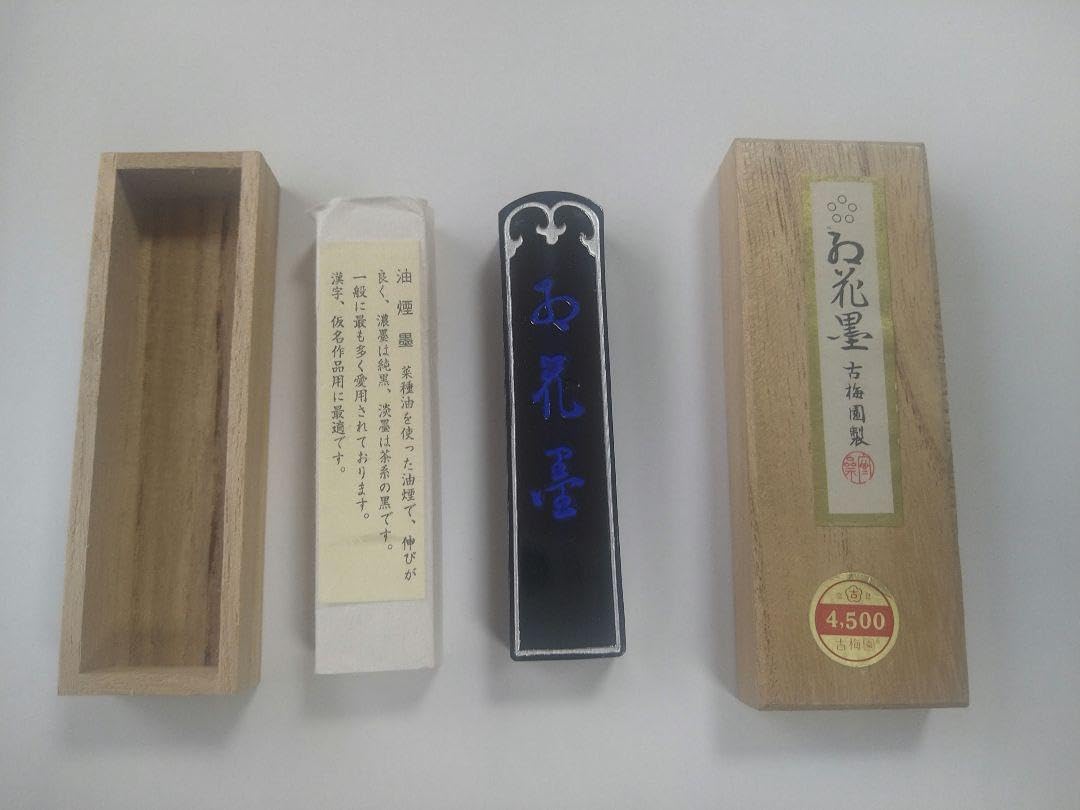 油煙墨 菜種油を使った油煙で、伸びが
良く、濃墨は純黒、淡墨は茶系の黒です。
一般に最も多く愛用されております。
漢字、仮名作品用に最適です。
紅花墨
紅花墨 古梅園製
4,500
古梅園